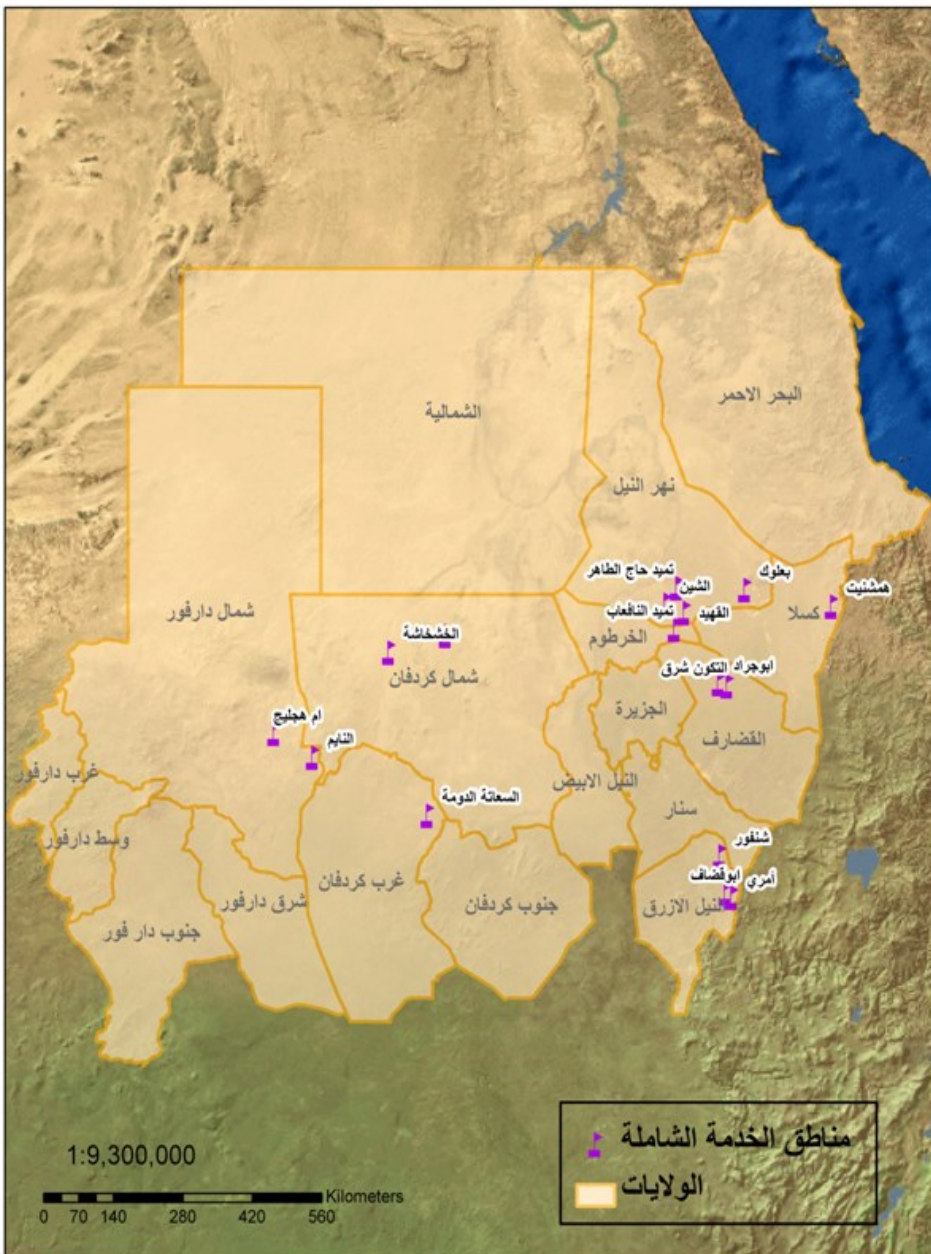 البحر الاحمر
الشمالية
نهر النيل
تميد حاج الطاهر
الشين
بعلوك
همشئيت
كسلا
القهيد
تميد النافعاب
الخرطوم
شمال دارفور
الخشخاشة
شمال كردفان
ابوجراد
التكون شرق
الجزيرة
القضارف
ام هجليج
النايم
غرب دارفور
النيل الابيض
السعاتة الدومة
سنار
وسط دارفور
شنفور
غرب كردفان
ابوقضاف
أمري
شرق دارفور
جنوب كردفان
النيل الازرق
جنوب دار فور
مناطق الخدمة الشاملة
الولايات
1:9,300,000
Kilometers
0 70 140 280 420 560